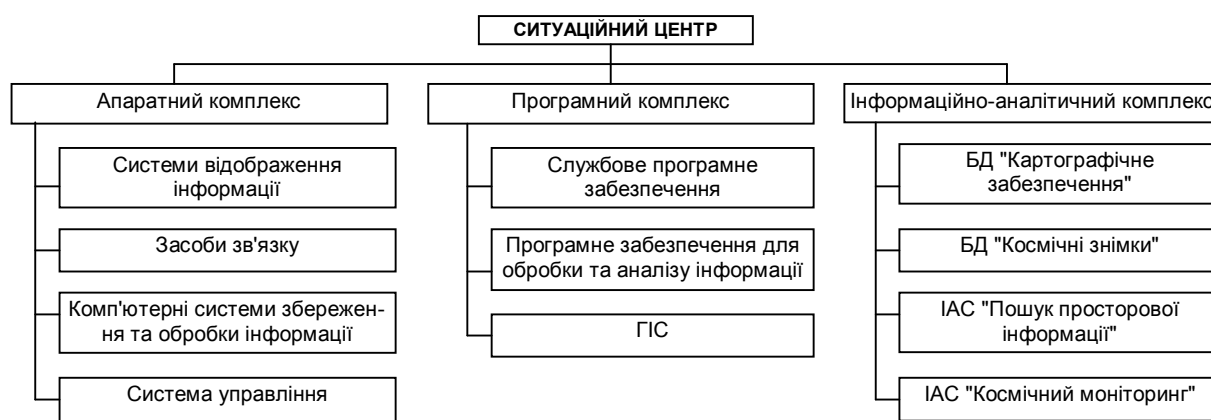 СИТУАЦІЙНИЙ ЦЕНТР
Апаратний комплекс
Системи відображення
інформації
Засоби зв'язку
Комп'ютерні системи збережен-
ня та обробки інформації
Система управління
Програмний комплекс
Службове програмне
забезпечення
Програмне забезпечення для
обробки та аналізу інформації
ГІС
Інформаційно-аналітичний комплекс
БД "Картографічне
забезпечення"
БД "Космічні знімки"
ІАС "Пошук просторової
інформації"
ІАС "Космічний моніторинг"